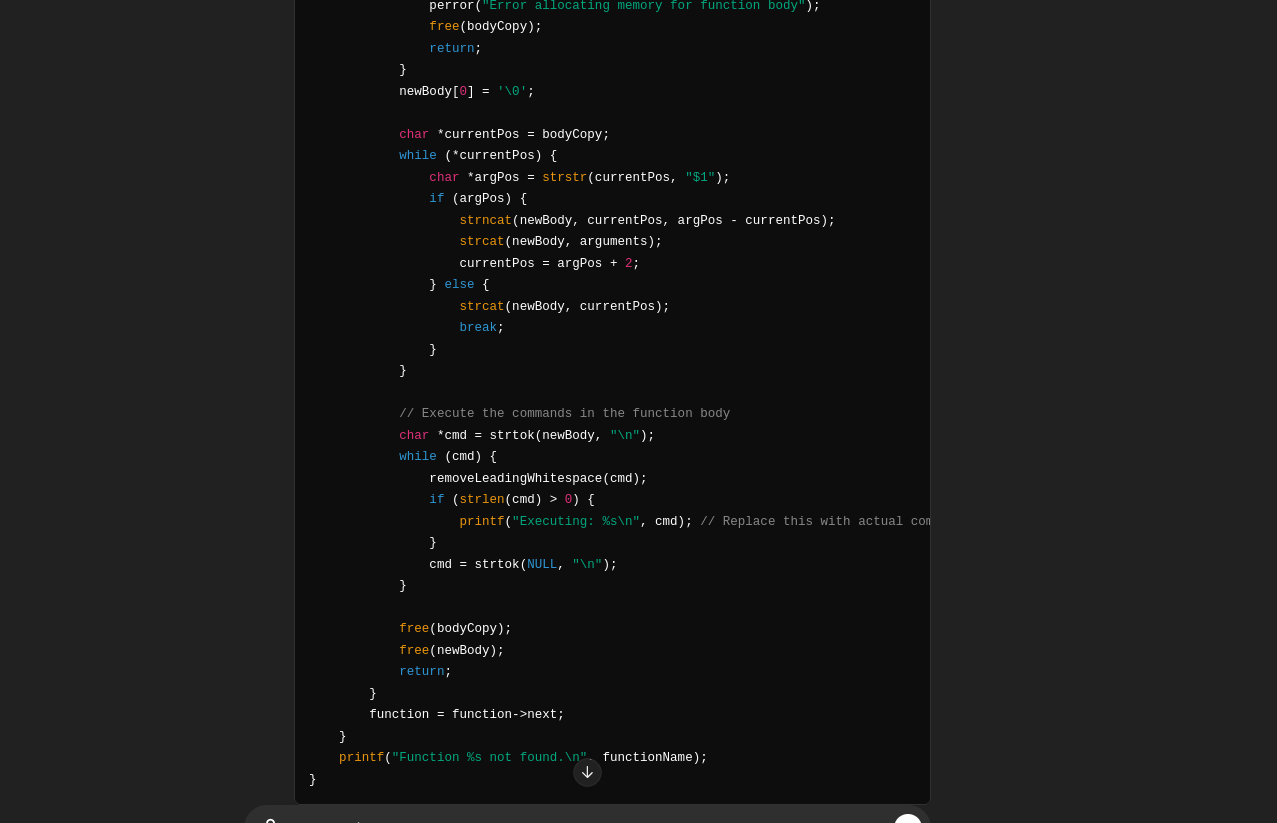 perror("Error allocating memory for function body");
free(bodyCopy);
return;
}
newBody[0] = '\0';
char *currentPos = bodyCopy;
while (*currentPos) {
char *argPos = strstr(currentPos, "$1");
if (argPos) {
strncat(newBody, currentPos, argPos - currentPos);
strcat(newBody, arguments);
currentPos = argPos + 2;
} else {
strcat(newBody, currentPos);
break;
}
}
// Execute the commands in the function body
char *cmd = strtok(newBody, "\n");
while (cmd) {
removeLeadingWhitespace(cmd);
if (strlen(cmd) > 0) {
printf("Executing: %s\n", cmd); // Replace this with actual com
}
cmd = strtok(NULL, "\n");
}
free(bodyCopy);
free(newBody);
return;
}
function = function->next;
}
printf("Function %s not found.\n", functionName);
}